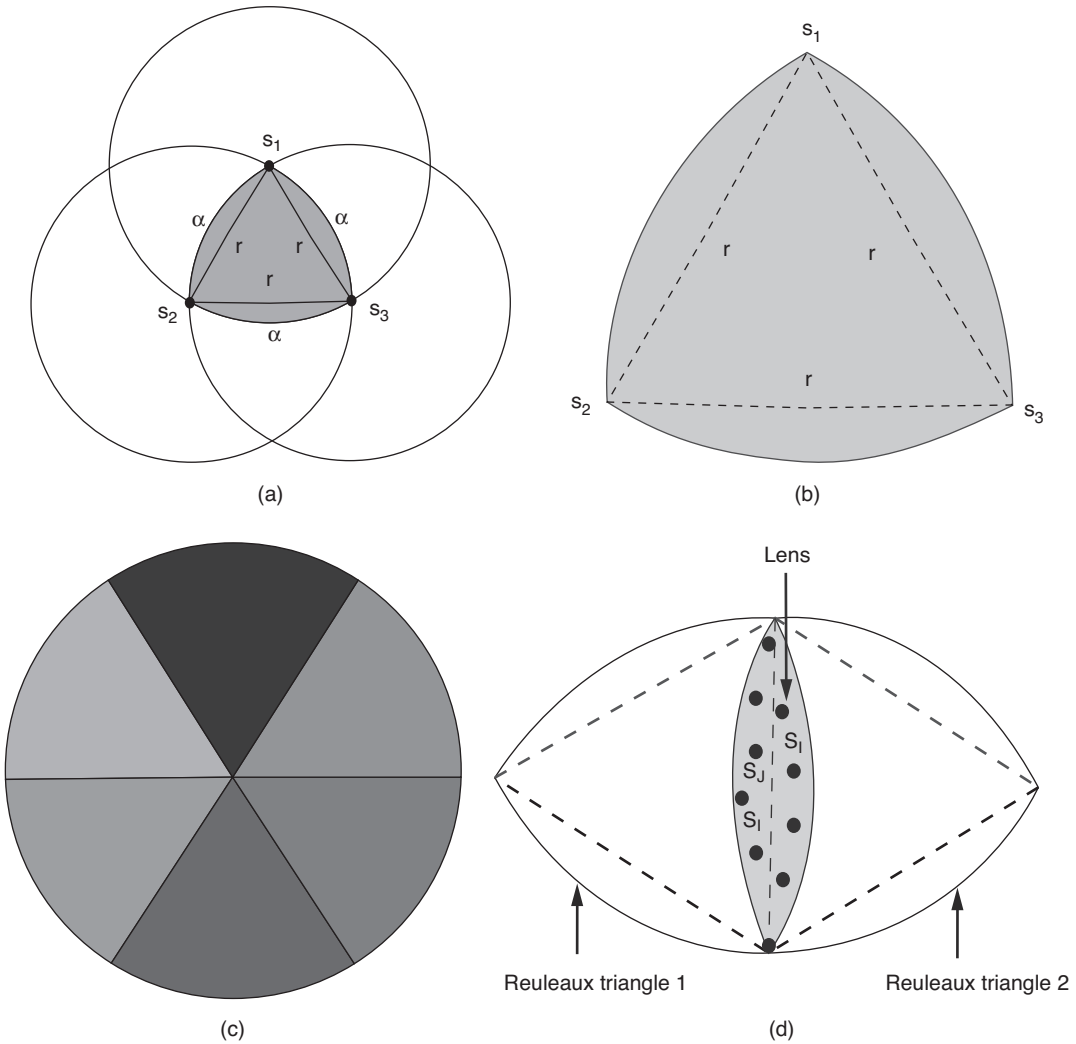 s1
α α
r r
r
s2 s3
α
(a)
s1
r r
r
s2
s3
(b)
(c)
Lens
SI
SJ
SI
Reuleaux triangle 1 Reuleaux triangle 2
(d)